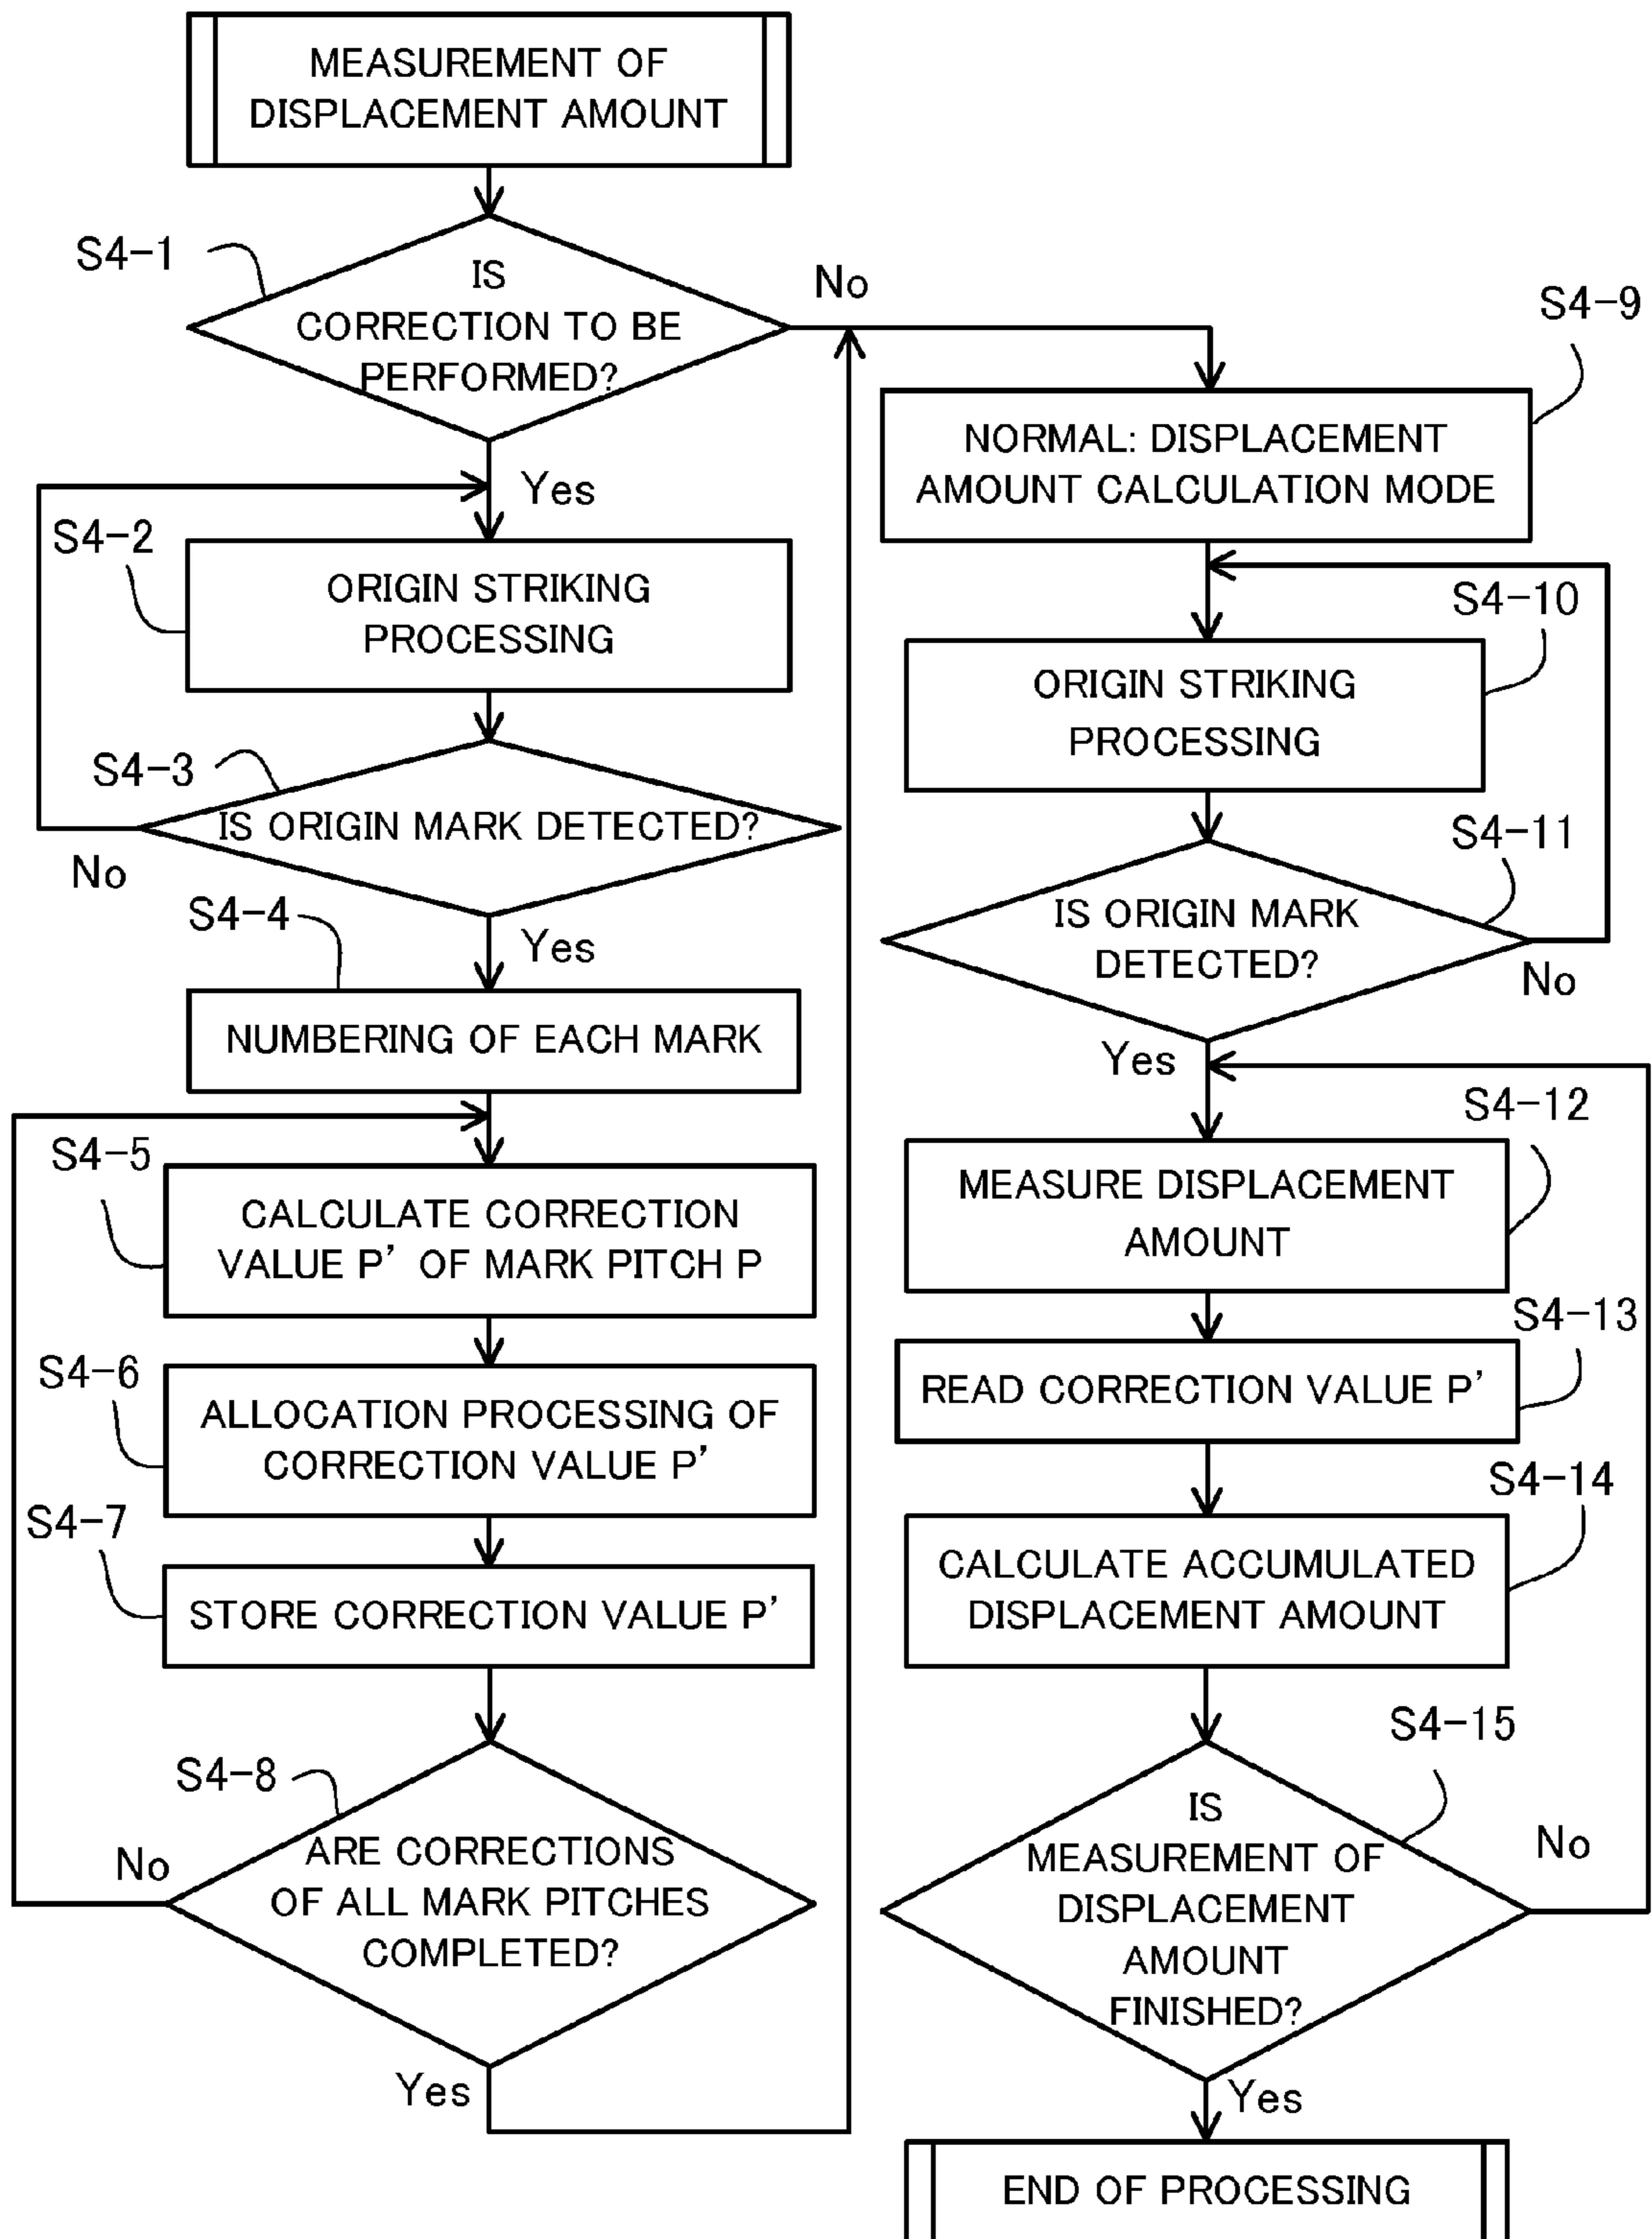 MEASUREMENT OF
DISPLACEMENT AMOUNT
S4-1
IS
CORRECTION TO BE
PERFORMED?
No
Yes
S4-2
ORIGIN STRIKING
PROCESSING
S4-3
IS ORIGIN MARK DETECTED?
No
Yes
S4-4
NUMBERING OF EACH MARK
S4-5
CALCULATE CORRECTION
VALUE P' OF MARK PITCH P
S4-6
ALLOCATION PROCESSING OF
CORRECTION VALUE P'
S4-7
STORE CORRECTION VALUE P'
S4-8
ARE CORRECTIONS
OF ALL MARK PITCHES
COMPLETED?
No
Yes
S4-9
NORMAL: DISPLACEMENT
AMOUNT CALCULATION MODE
S4-10
ORIGIN STRIKING
PROCESSING
S4-11
IS ORIGIN MARK
DETECTED?
No
Yes
S4-12
MEASURE DISPLACEMENT
AMOUNT
S4-13
READ CORRECTION VALUE P'
S4-14
CALCULATE ACCUMULATED
DISPLACEMENT AMOUNT
S4-15
IS
MEASUREMENT OF
DISPLACEMENT
AMOUNT
FINISHED?
No
Yes
END OF PROCESSING